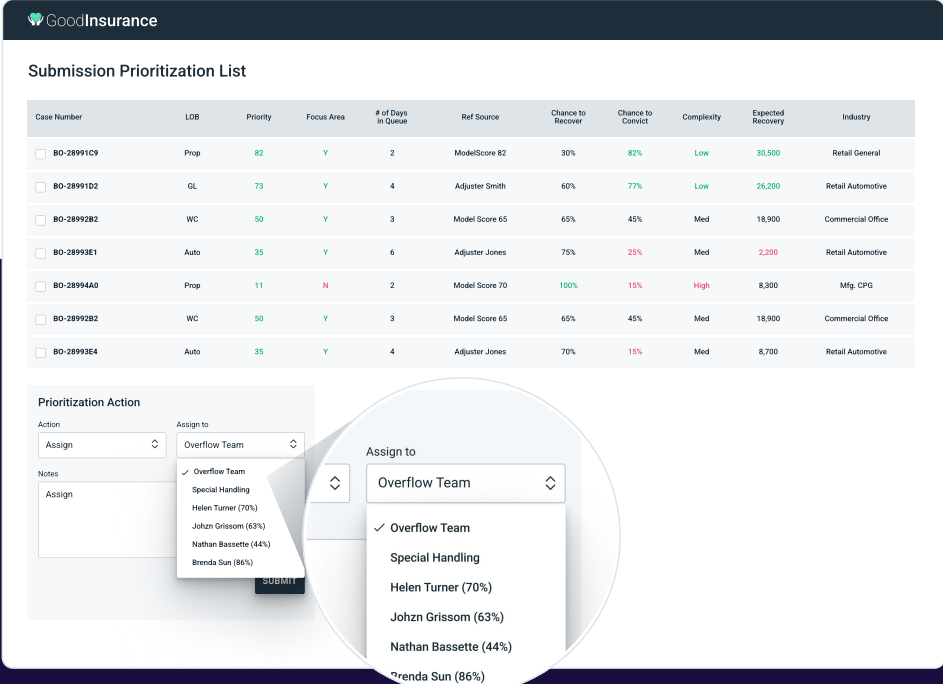 GoodInsurance
Submission Prioritization List
Case Number LOB Priority Focus Area # of Days in Queue Ref Source Chance to Recover Chance to Convict Complexity Expected Recovery Industry
BO-28991C9 Prop 82 Y 2 ModelScore 82 30% 82% Low 30,500 Retail General
BO-28991D2 GL 73 Y 4 Adjuster Smith 60% 77% Low 26,200 Retail Automotive
BO-28992B2 WC 50 Y 3 Model Score 65 65% 45% Med 18,900 Commercial Office
BO-28993E1 Auto 35 Y 6 Adjuster Jones 75% 25% Med 2,200 Retail Automotive
BO-28994A0 Prop 11 N 2 Model Score 70 100% 15% High 8,300 Mfg. CPG
BO-28992B2 WC 50 Y 3 Model Score 65 65% 45% Med 18,900 Commercial Office
BO-28993E4 Auto 35 Y 4 Adjuster Jones 70% 15% Med 8,700 Retail Automotive
Prioritization Action
Action Assign to
Assign Overflow Team
Notes
Assign
Overflow Team
Special Handling
Helen Turner (70%)
Johzn Grissom (63%)
Nathan Bassette (44%)
Brenda Sun (86%)
SUBMIT
Assign to
Overflow Team
Overflow Team
Special Handling
Helen Turner (70%)
Johzn Grissom (63%)
Nathan Bassette (44%)
Brenda Sun (86%)